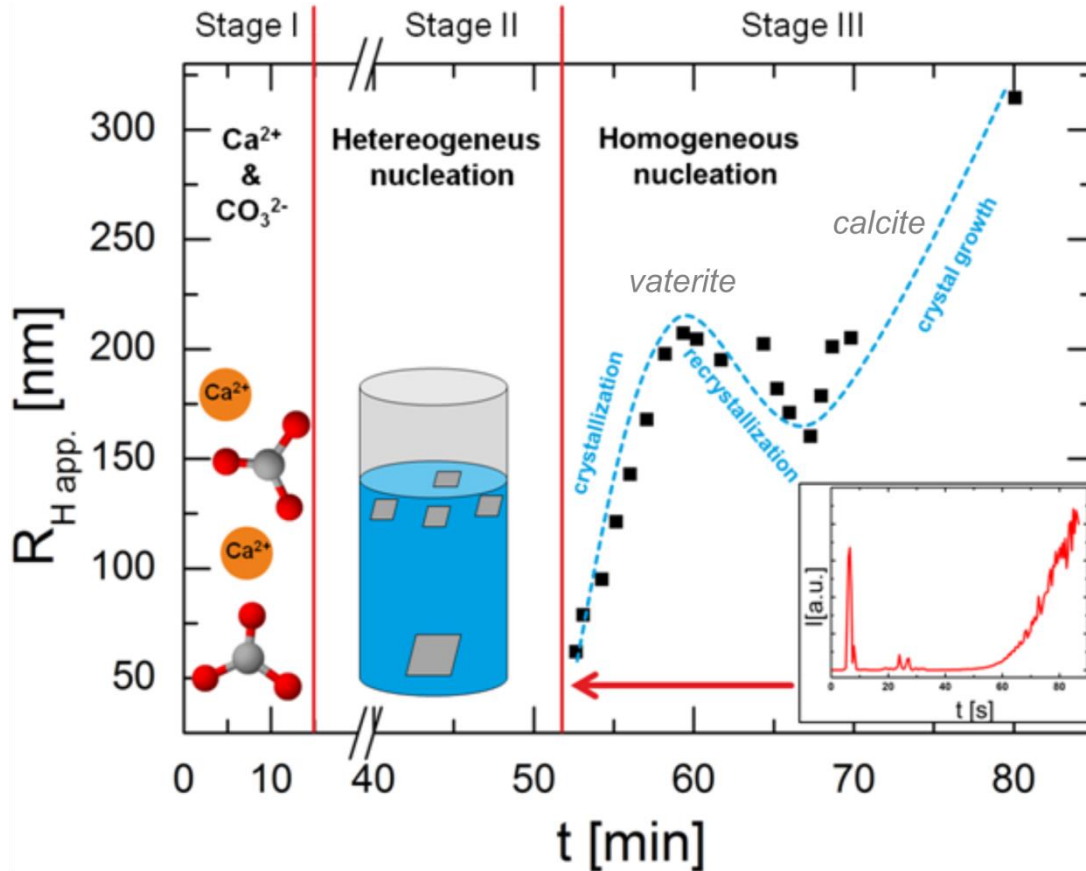 Stage I
Stage II
Stage III
Ca²⁺
&
CO₃²⁻
Hetereogeneus
nucleation
Homogeneous
nucleation
calcite
vaterite
crystallization
recrystallization
crystal growth
Ca²⁺
Ca²⁺
R_H app. [nm]
300
250
200
150
100
50
0
10
40
50
60
70
80
t [min]
I[a.u.]
0
20
40
60
80
t [s]